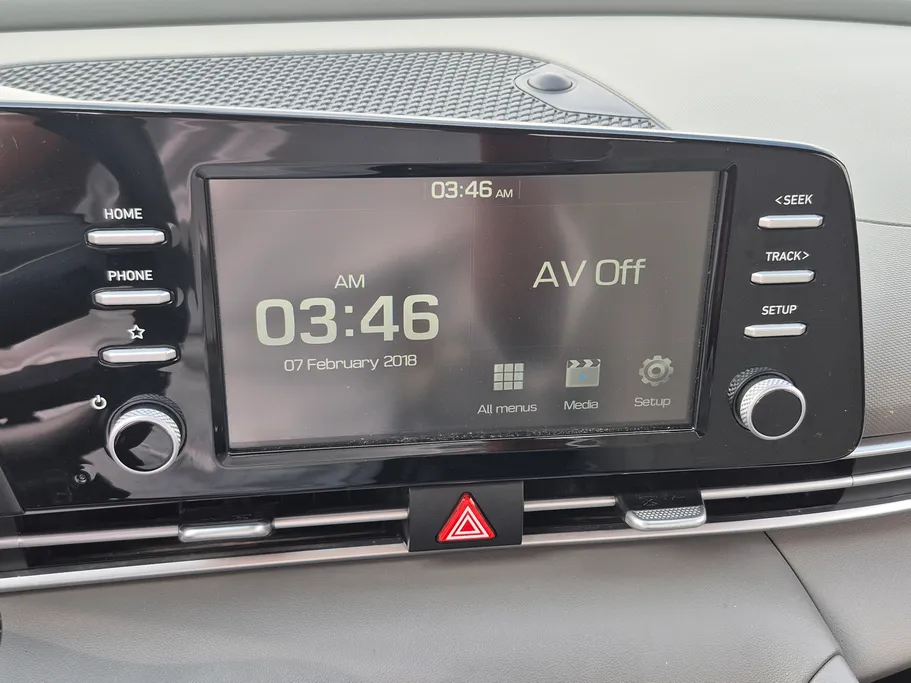 HOME
PHONE
03:46 AM
AM
03:46
07 February 2018
AV Off
All menus
Media
Setup
<SEEK
TRACK>
SETUP